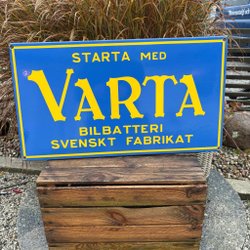 STARTA MED
VARTA
BILBATTERI
SVENSKT FABRIKAT